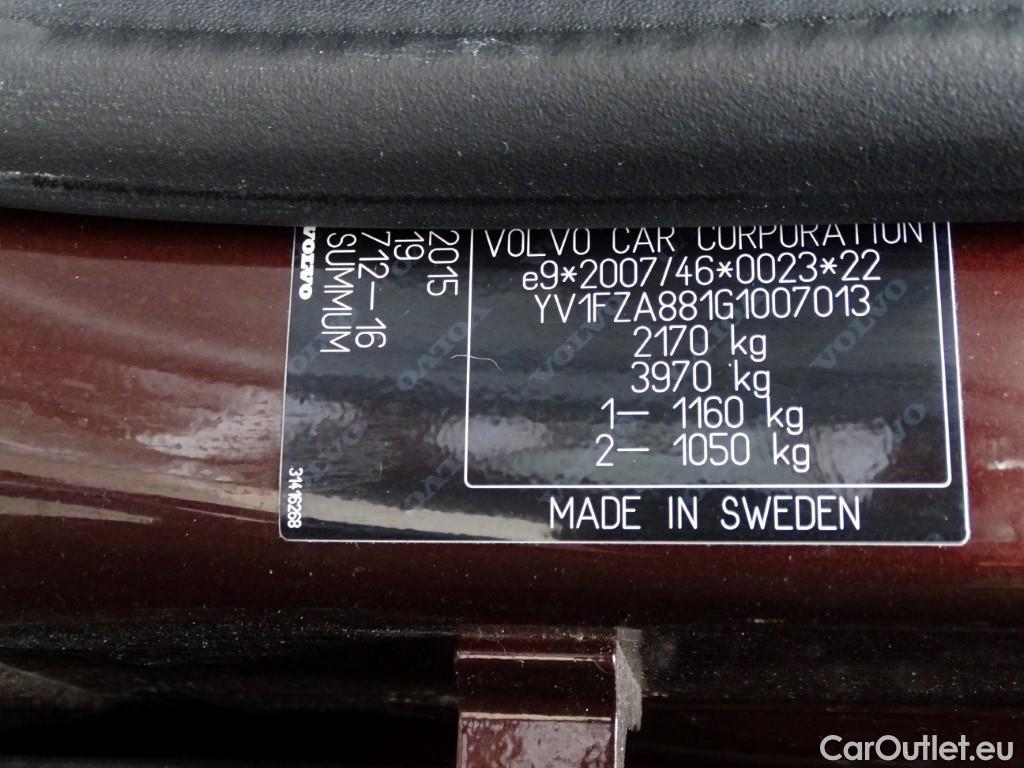 VOLVO CAR CORPORATION
e9*2007/46*0023*22
YV1FZA881G1007013
2170 kg
3970 kg
1– 1160 kg
2– 1050 kg
MADE IN SWEDEN
2015
19
712–16
SUMMUM
VOLVO
31416268
CarOutlet.eu